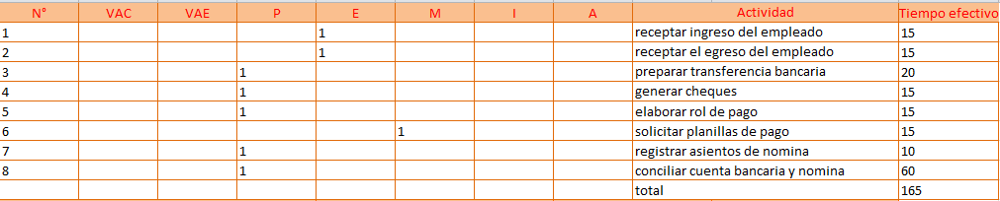 N° VAC VAE P E M I A Actividad Tiempo efectivo
1 1 receptar ingreso del empleado 15
2 1 receptar el egreso del empleado 15
3 1 preparar transferencia bancaria 20
4 1 generar cheques 15
5 1 elaborar rol de pago 15
6 1 solicitar planillas de pago 15
7 1 registrar asientos de nomina 10
8 1 conciliar cuenta bancaria y nomina 60
total 165